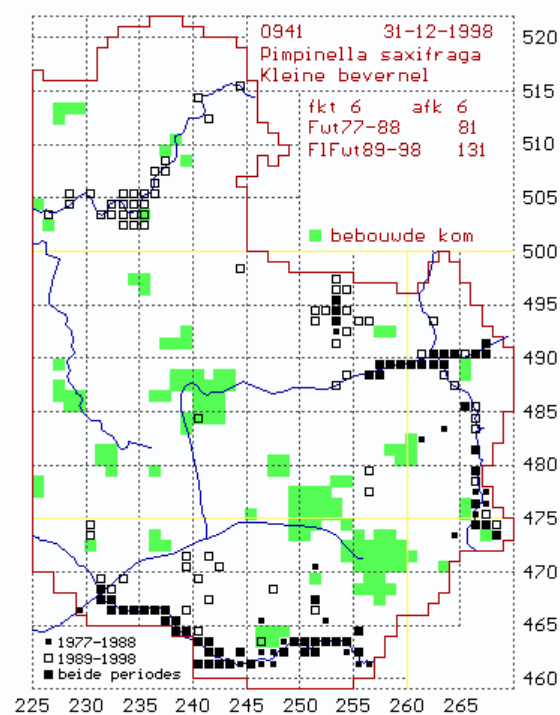 0941 31-12-1998
Pimpinella saxifraga
Kleine bevernel
fkt 6 afk 6
Fwt77-88 81
FlFwt89-98 131
bebouwde kom
520
515
510
505
500
495
490
485
480
475
470
465
460
1977-1988
1989-1998
beide periodes
225 230 235 240 245 250 255 260 265